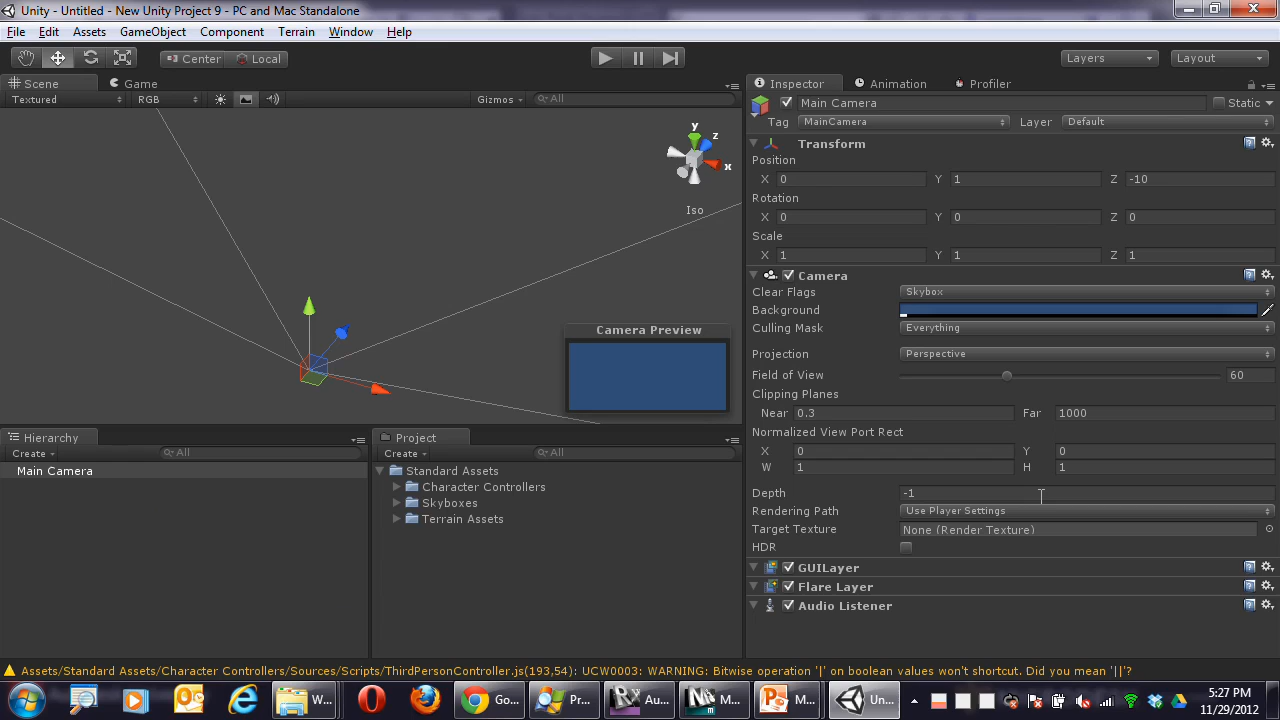 Unity - Untitled - New Unity Project 9 - PC and Mac Standalone
File Edit Assets GameObject Component Terrain Window Help
Center Local Layers Layout
Scene Game Inspector Animation Profiler
Textured RGB Gizmos All
Main Camera Static
Tag MainCamera Layer Default
y
z
x
Iso
Transform
Position
X 0 Y 1 Z -10
Rotation
X 0 Y 0 Z 0
Scale
X 1 Y 1 Z 1
Camera
Clear Flags Skybox
Background
Culling Mask Everything
Projection Perspective
Field of View 60
Clipping Planes
Near 0.3 Far 1000
Normalized View Port Rect
X 0 Y 0
W 1 H 1
Depth -1
Rendering Path Use Player Settings
Target Texture None (Render Texture)
HDR
GUILayer
Flare Layer
Audio Listener
Camera Preview
Hierarchy
Create All
Main Camera
Project
Create All
Standard Assets
Character Controllers
Skyboxes
Terrain Assets
Assets/Standard Assets/Character Controllers/Sources/Scripts/ThirdPersonController.js(193,54): UCW0003: WARNING: Bitwise operation '|' on boolean values won't shortcut. Did you mean '||'?
W... Go... Pr... Au... M... M... Un...
5:27 PM
11/29/2012